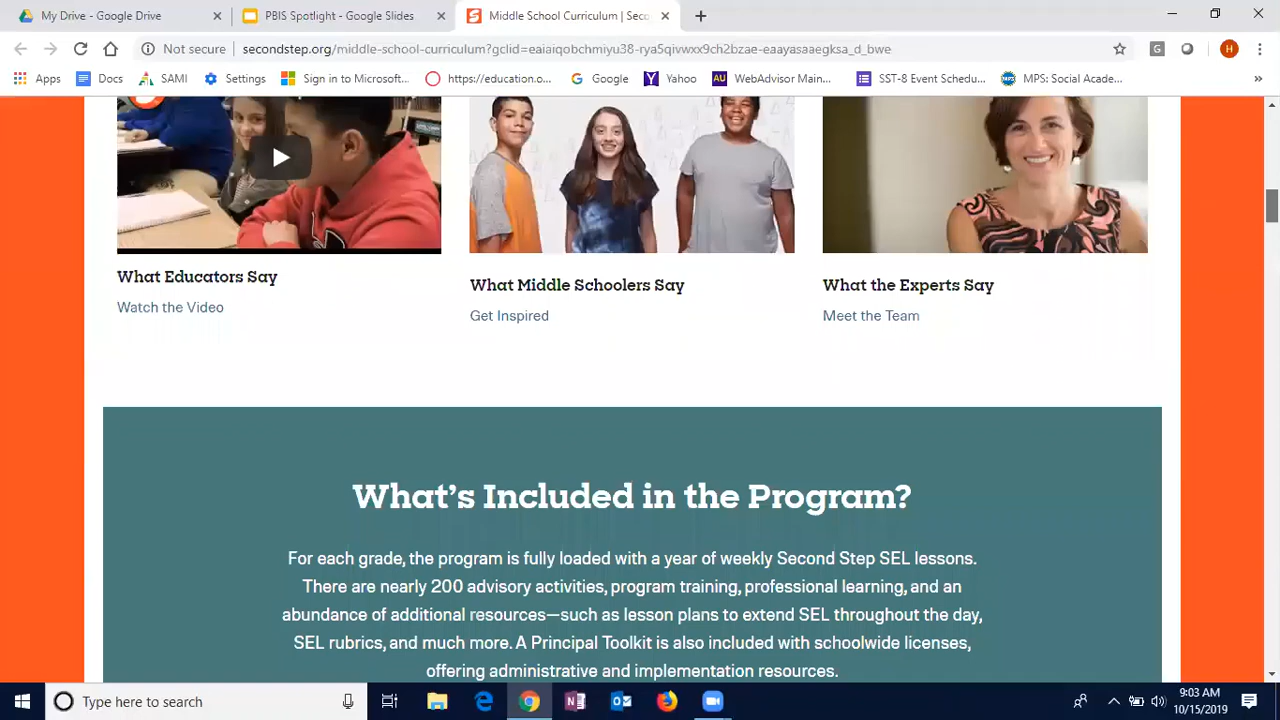 My Drive - Google Drive
PBIS Spotlight - Google Slides
Middle School Curriculum | Seco
Not secure | secondstep.org/middle-school-curriculum?gclid=eaiaiqobchmiyu38-rya5qivwxx9ch2bzae-eaayasaaegksa_d_bwe
G
H
Apps
Docs
SAMI
Settings
Sign in to Microsoft...
https://education.o...
Google
Yahoo
AU WebAdvisor Main...
SST-8 Event Schedu...
MPS: Social Acade...
»
What Educators Say
Watch the Video
What Middle Schoolers Say
Get Inspired
What the Experts Say
Meet the Team
What's Included in the Program?
For each grade, the program is fully loaded with a year of weekly Second Step SEL lessons.
There are nearly 200 advisory activities, program training, professional learning, and an
abundance of additional resources—such as lesson plans to extend SEL throughout the day,
SEL rubrics, and much more. A Principal Toolkit is also included with schoolwide licenses,
offering administrative and implementation resources.
Type here to search
9:03 AM
10/15/2019